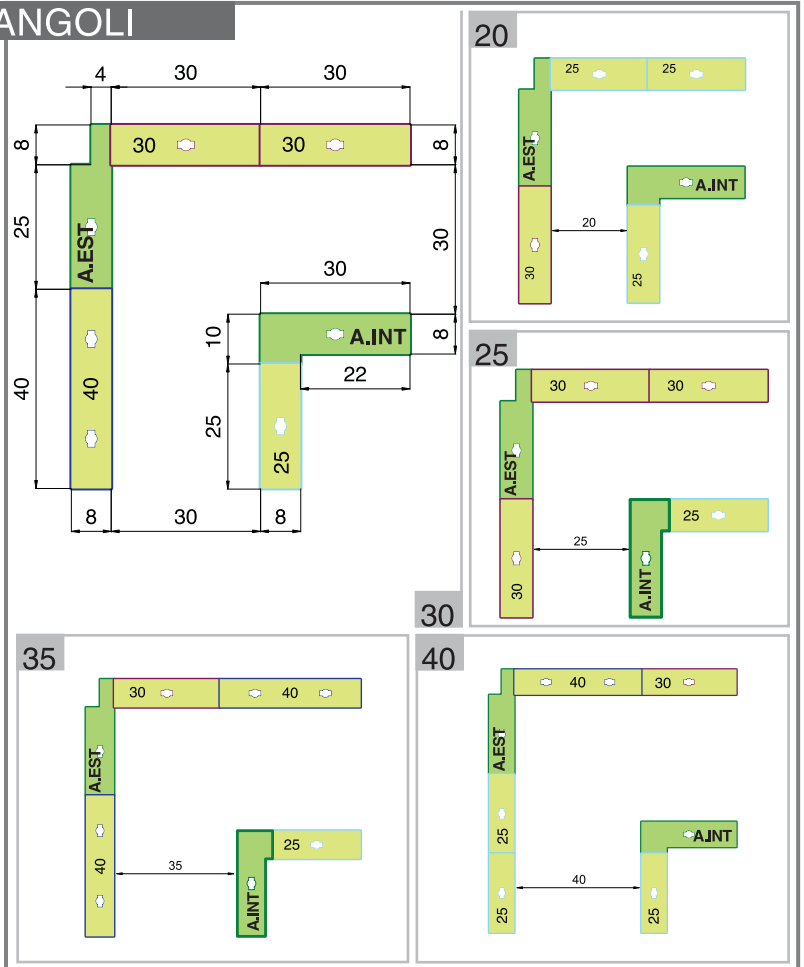 ANGOLI
4 30 30
8 30 30 8
25 A.EST 30
30
10 A.INT 8
22
40 40 25 25
8 30 8
30
20
25 25
A.EST
A.INT
20
30 25
25
30 30
A.EST
25
25
30 A.INT
35
30 40
A.EST
25
40 35
A.INT
40
40 30
A.EST
A.INT
25
40
25 25